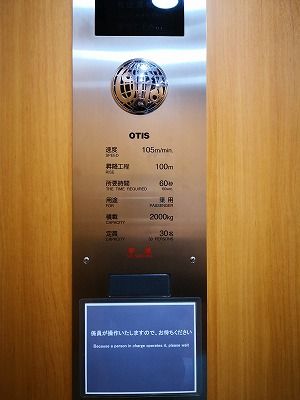 OTIS
速度 105m/min.
SPEED
昇降工程 100m
RISE
所要時間 60秒
THE TIME REQUIRED 60sec.
用途 乗用
FOR PASSENGER
積載 2000kg
CAPACITY
定員 30名
CAPACITY 30 PERSONS
係員が操作いたしますので、お待ちください
Because a person in charge operates it, please wait